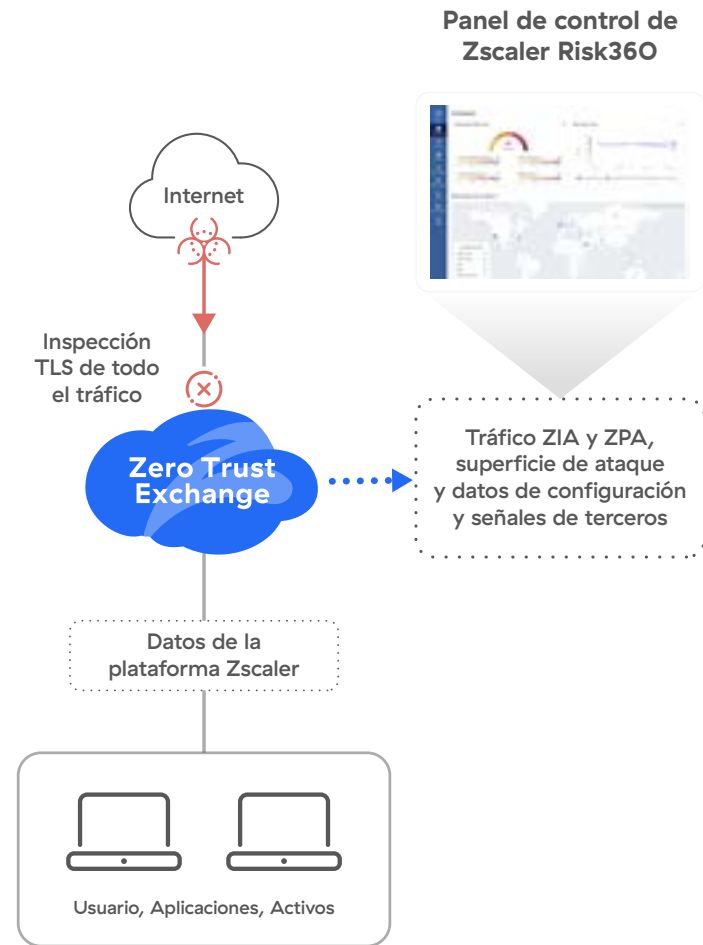 Panel de control de
Zscaler Risk360
Internet
Inspección
TLS de todo
el tráfico
Zero Trust
Exchange
Tráfico ZIA y ZPA,
superficie de ataque
y datos de configuración
y señales de terceros
Datos de la
plataforma Zscaler
Usuario, Aplicaciones, Activos